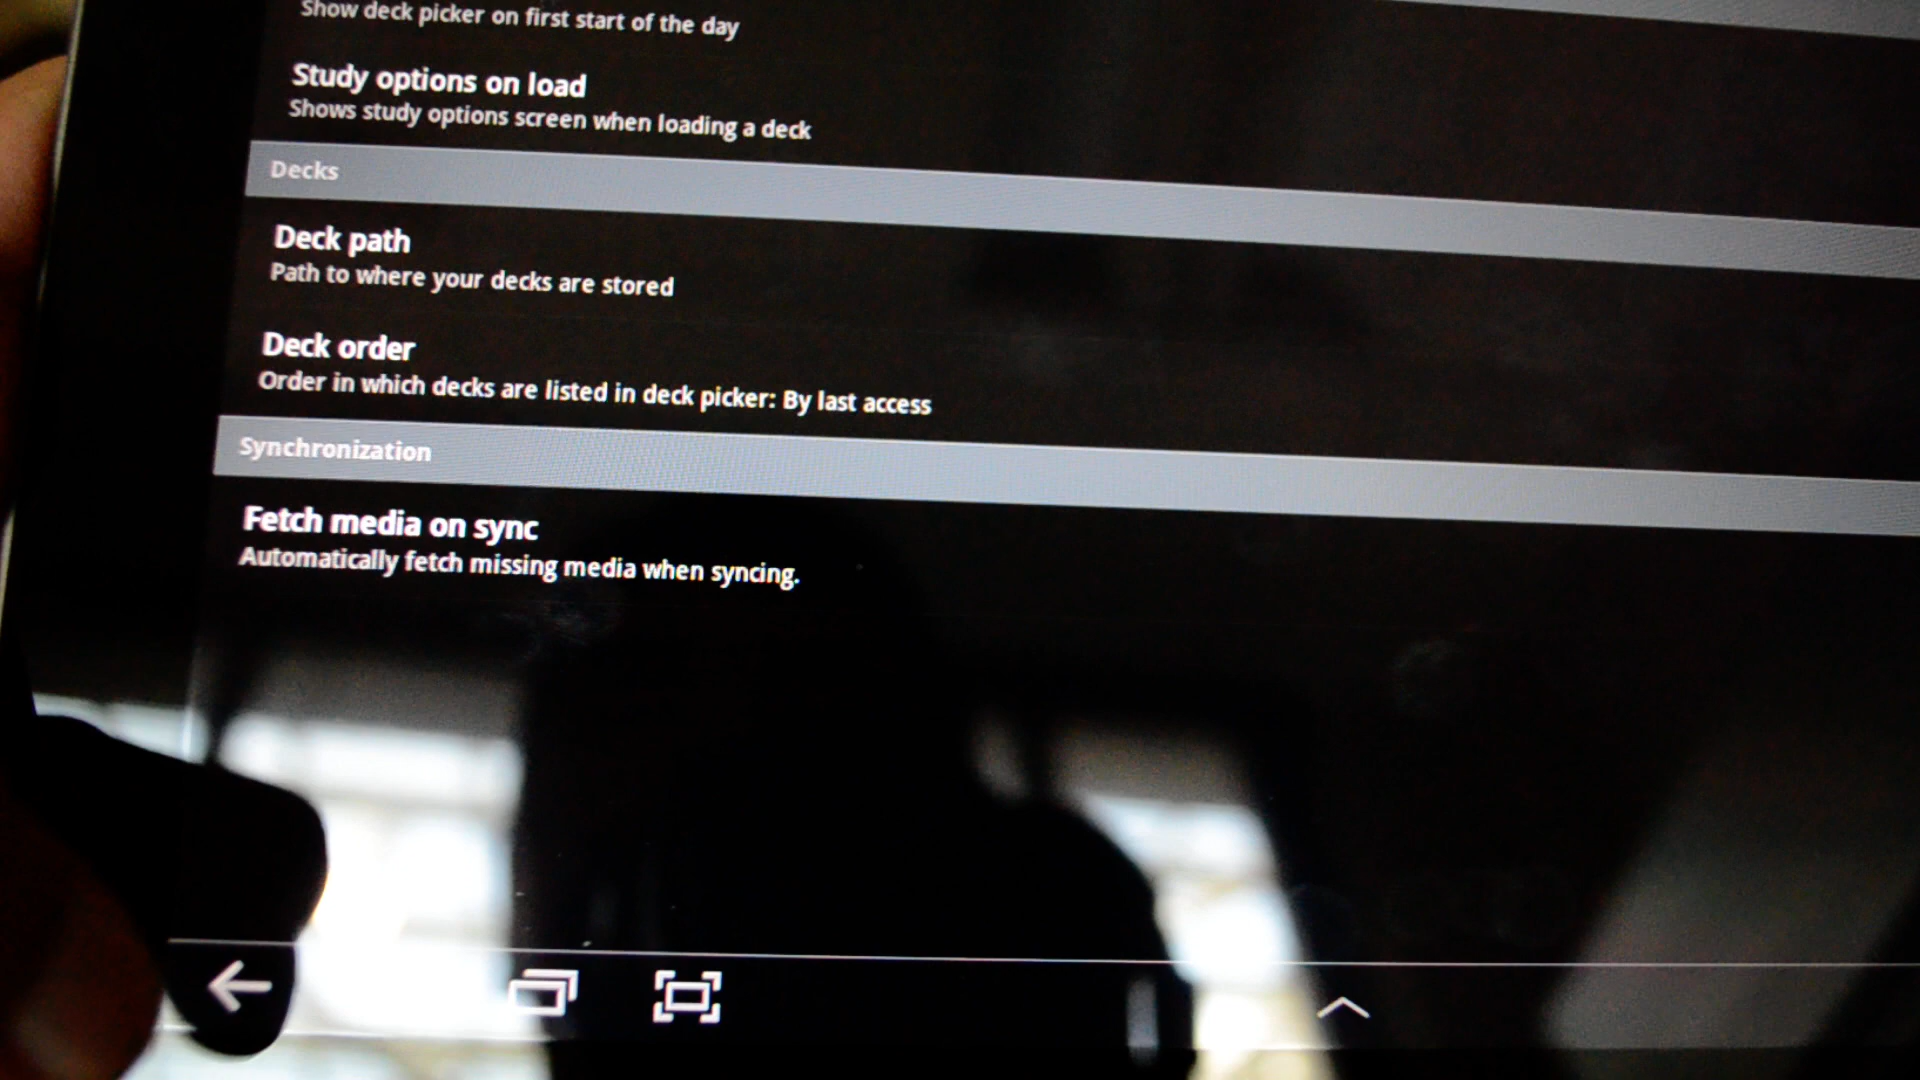 Show deck picker on first start of the day
Study options on load
Shows study options screen when loading a deck
Decks
Deck path
Path to where your decks are stored
Deck order
Order in which decks are listed in deck picker: By last access
Synchronization
Fetch media on sync
Automatically fetch missing media when syncing.